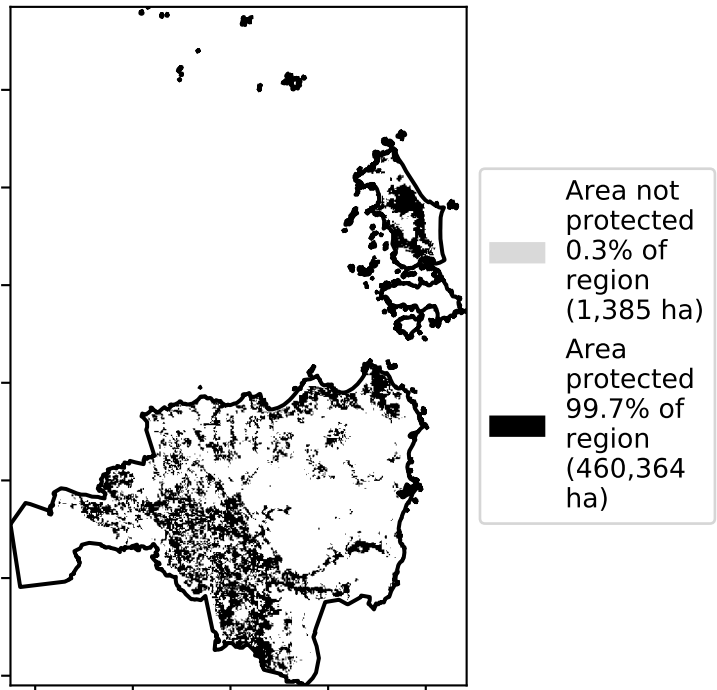 Area not
protected
0.3% of
region
(1,385 ha)
Area
protected
99.7% of
region
(460,364
ha)